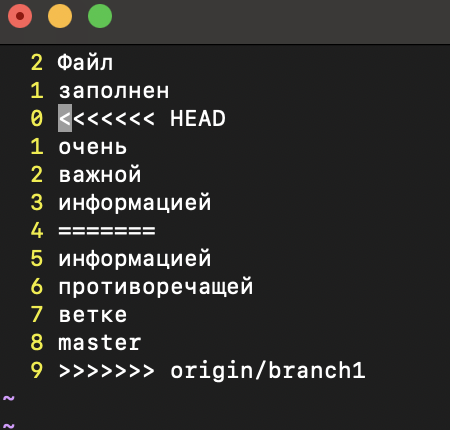 2 Файл
1 заполнен
0 <<<<<<< HEAD
1 очень
2 важной
3 информацией
4 =======
5 информацией
6 противоречащей
7 ветке
8 master
9 >>>>>>> origin/branch1
~
~